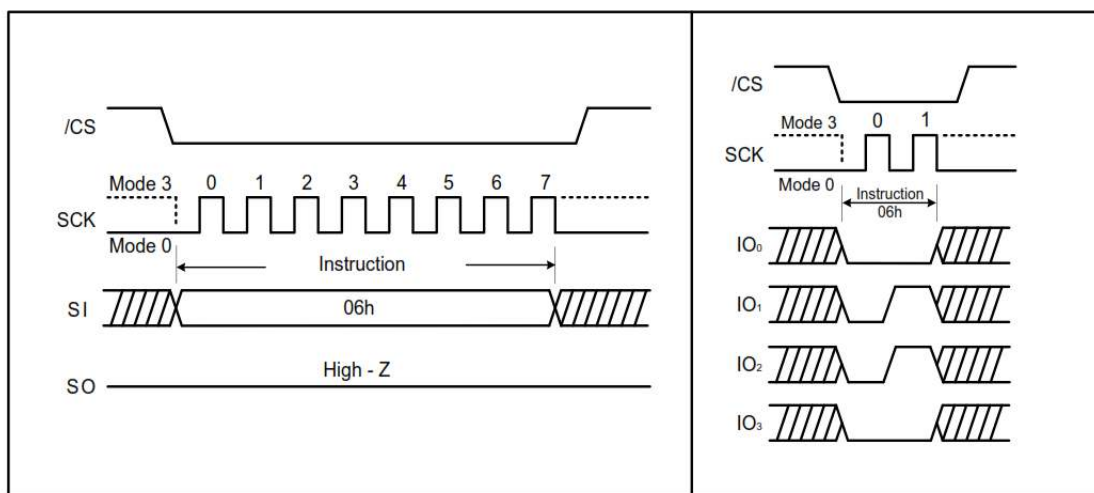 /CS
Mode 3 0 1 2 3 4 5 6 7
SCK
Mode 0
Instruction
SI 06h
High - Z
SO
/CS
Mode 3 0 1
SCK
Mode 0
Instruction
06h
IO₀
IO₁
IO₂
IO₃